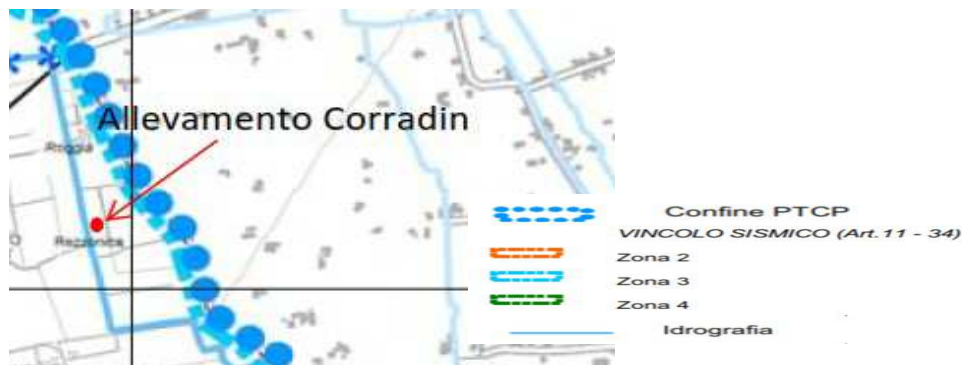 Allevamento Corradin
Roggia
Rezzonica
Confine PTCP
VINCOLO SISMICO (Art.11 - 34)
Zona 2
Zona 3
Zona 4
Idrografia